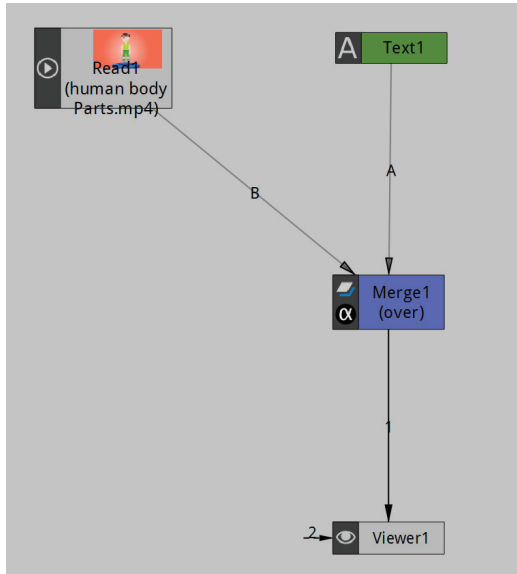 Read1
(human body
Parts.mp4)
A Text1
B
A
Merge1
(over)
α
1
2
Viewer1